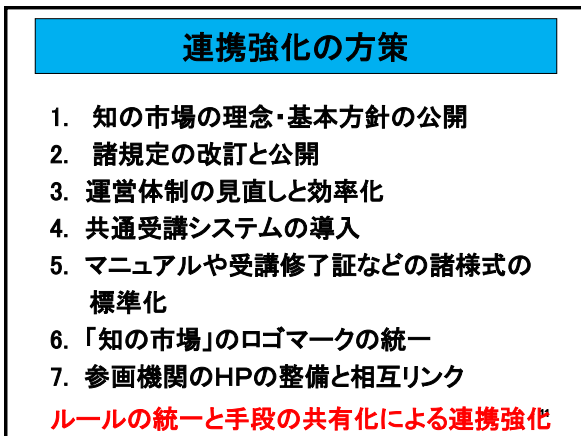 連携強化の方策
1. 知の市場の理念・基本方針の公開
2. 諸規定の改訂と公開
3. 運営体制の見直しと効率化
4. 共通受講システムの導入
5. マニュアルや受講修了証などの諸様式の
標準化
6. 「知の市場」のロゴマークの統一
7. 参画機関のHPの整備と相互リンク
ルールの統一と手段の共有化による連携強化